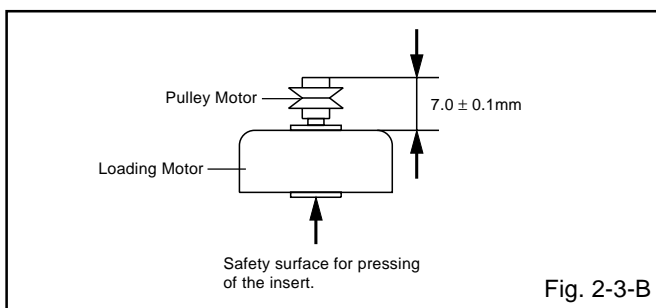 Pulley Motor
7.0 ± 0.1mm
Loading Motor
Safety surface for pressing
of the insert.
Fig. 2-3-B